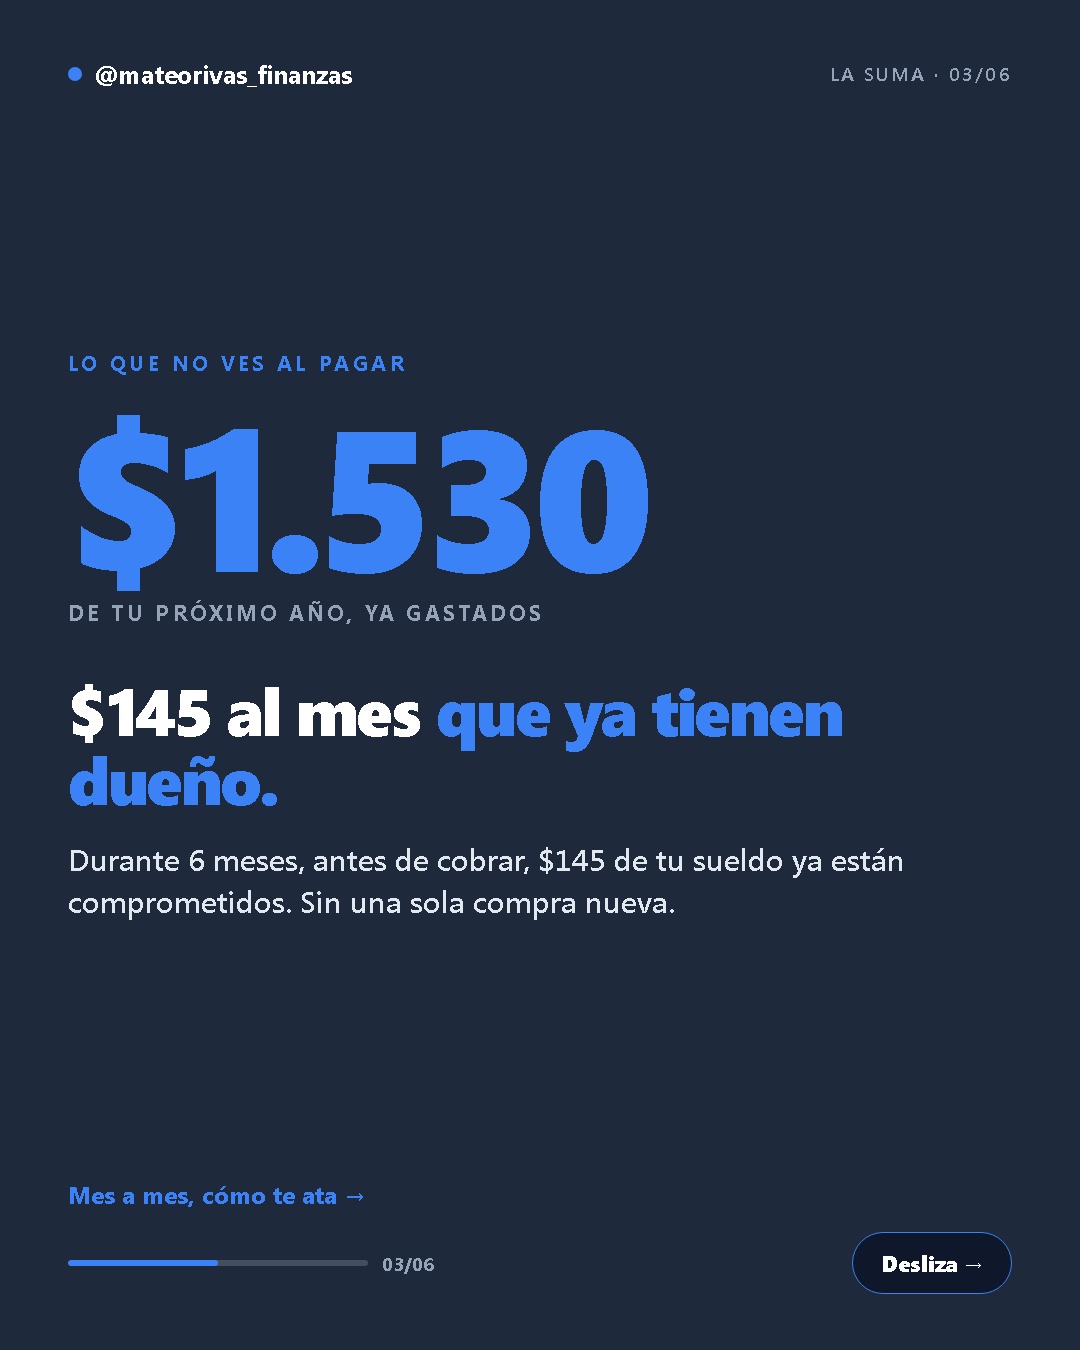 @mateorivas_finanzas
LA SUMA · 03/06
LO QUE NO VES AL PAGAR
$1.530
DE TU PRÓXIMO AÑO, YA GASTADOS
$145 al mes que ya tienen
dueño.
Durante 6 meses, antes de cobrar, $145 de tu sueldo ya están
comprometidos. Sin una sola compra nueva.
Mes a mes, cómo te ata →
03/06
Desliza →